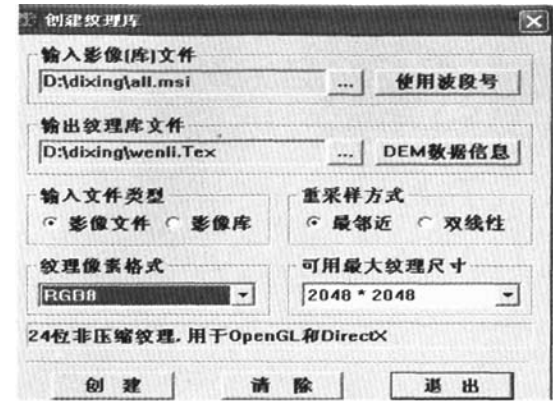 创建纹理库
输入影像(库)文件
D:\dixing\all.msi ... 使用波段号
输出纹理库文件
D:\dixing\wenli.Tex ... DEM数据信息
输入文件类型 重采样方式
影像文件 影像库 最邻近 双线性
纹理像素格式 可用最大纹理尺寸
RGB8 2048 * 2048
24位非压缩纹理,用于OpenGL和DirectX
创 建 清 除 退 出